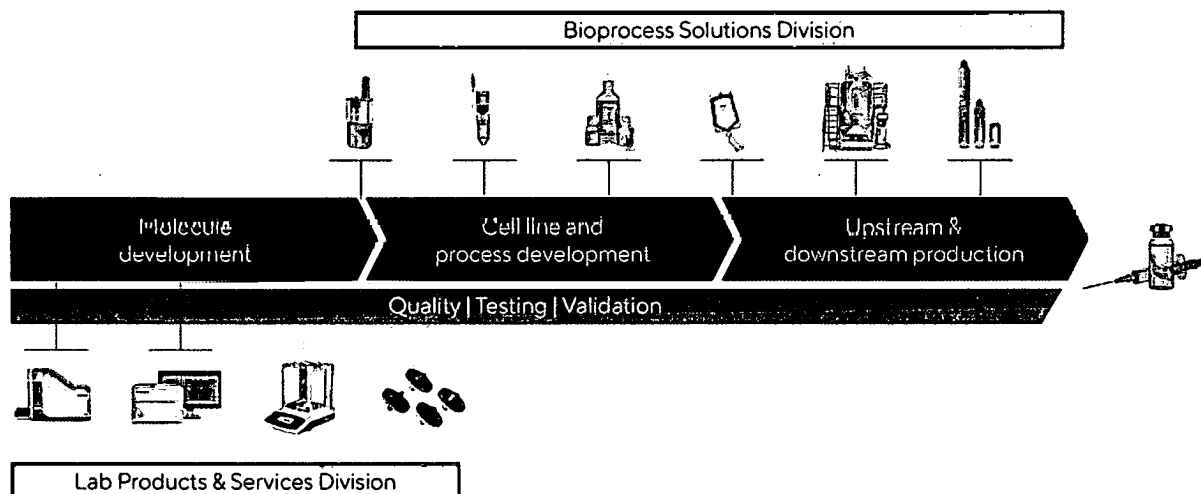 Bioprocess Solutions Division
Molecule
development
Cell line and
process development
Upstream &
downstream production
Quality | Testing | Validation
Lab Products & Services Division